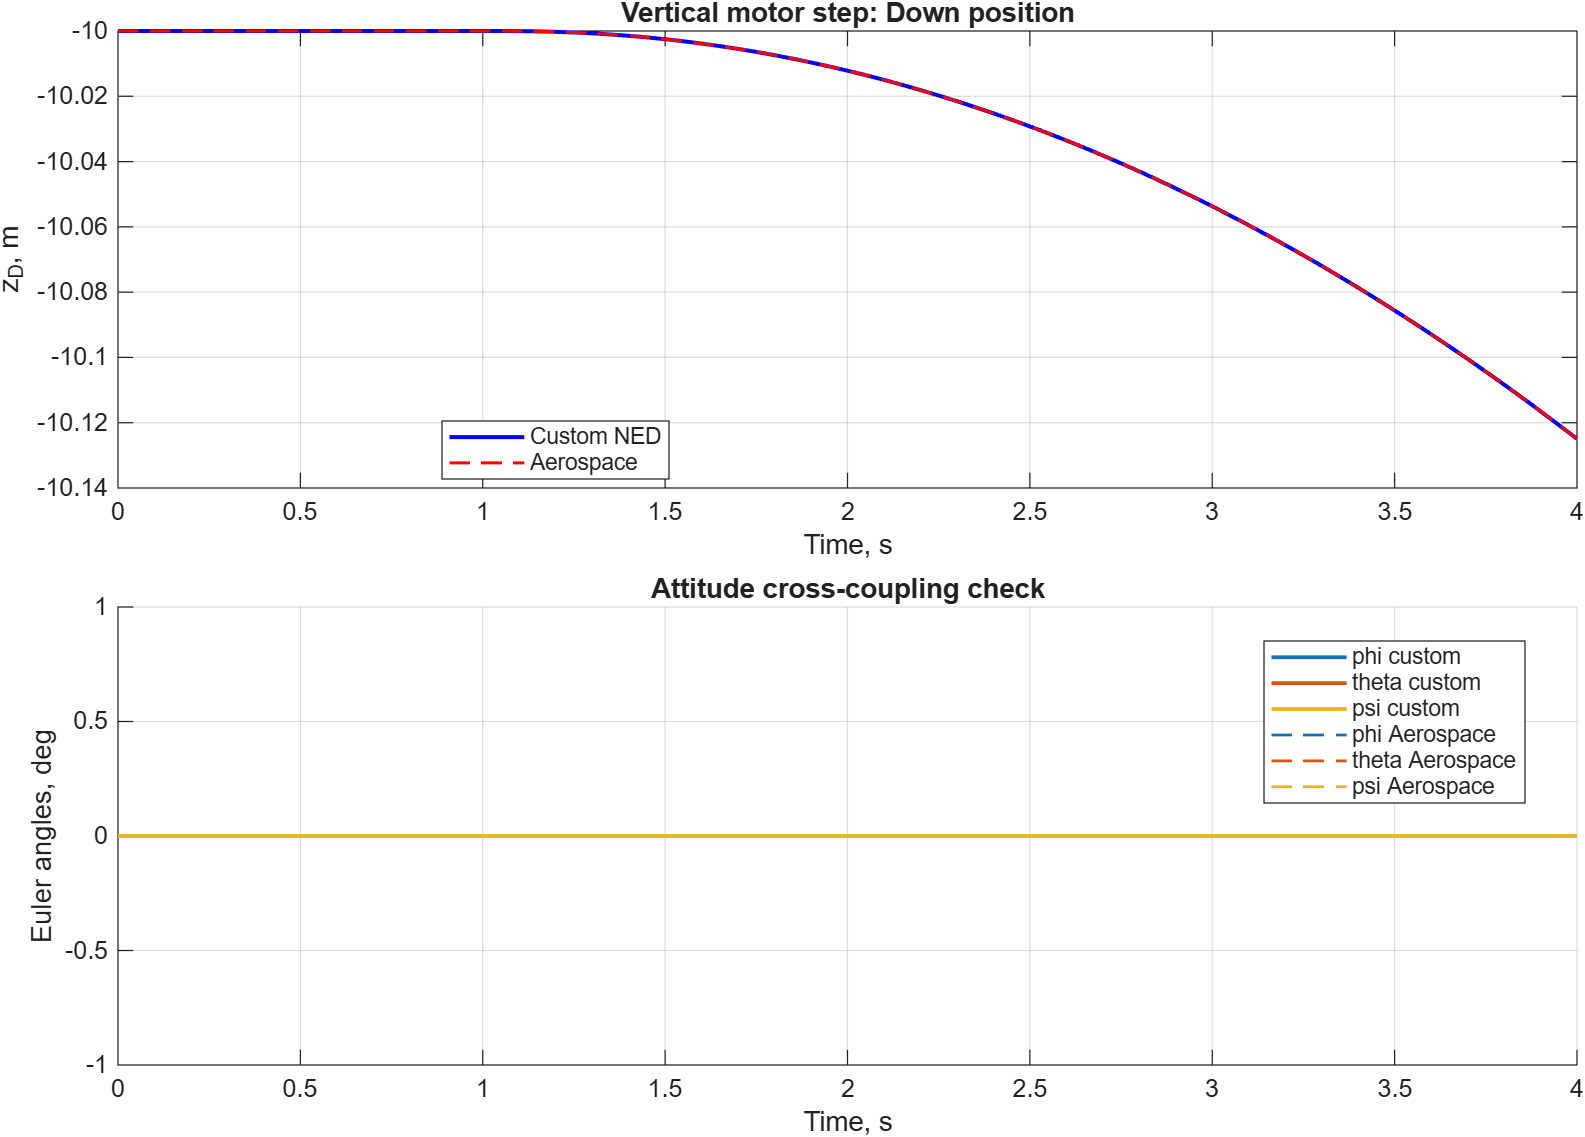 Vertical motor step: Down position
-10
-10.02
-10.04
-10.06
-10.08
-10.1
-10.12
-10.14
z_D, m
Custom NED
Aerospace
0 0.5 1 1.5 2 2.5 3 3.5 4
Time, s
Attitude cross-coupling check
1
0.5
0
-0.5
-1
Euler angles, deg
phi custom
theta custom
psi custom
phi Aerospace
theta Aerospace
psi Aerospace
0 0.5 1 1.5 2 2.5 3 3.5 4
Time, s